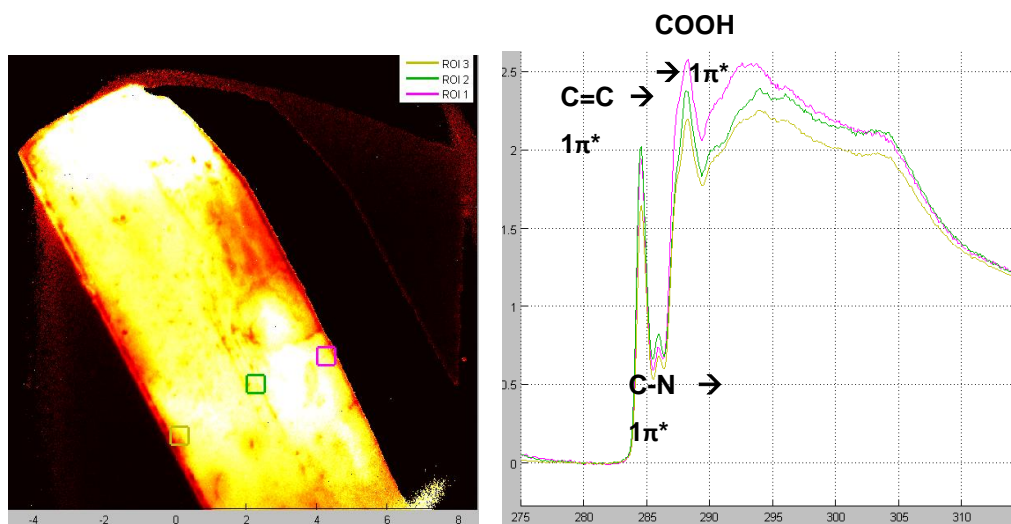 COOH
ROI 3
ROI 2
ROI 1
-4 -2 0 2 4 6 8
2.5
2
1.5
1
0.5
0
→ 1π*
C=C →
1π*
C-N →
1π*
275 280 285 290 295 300 305 310